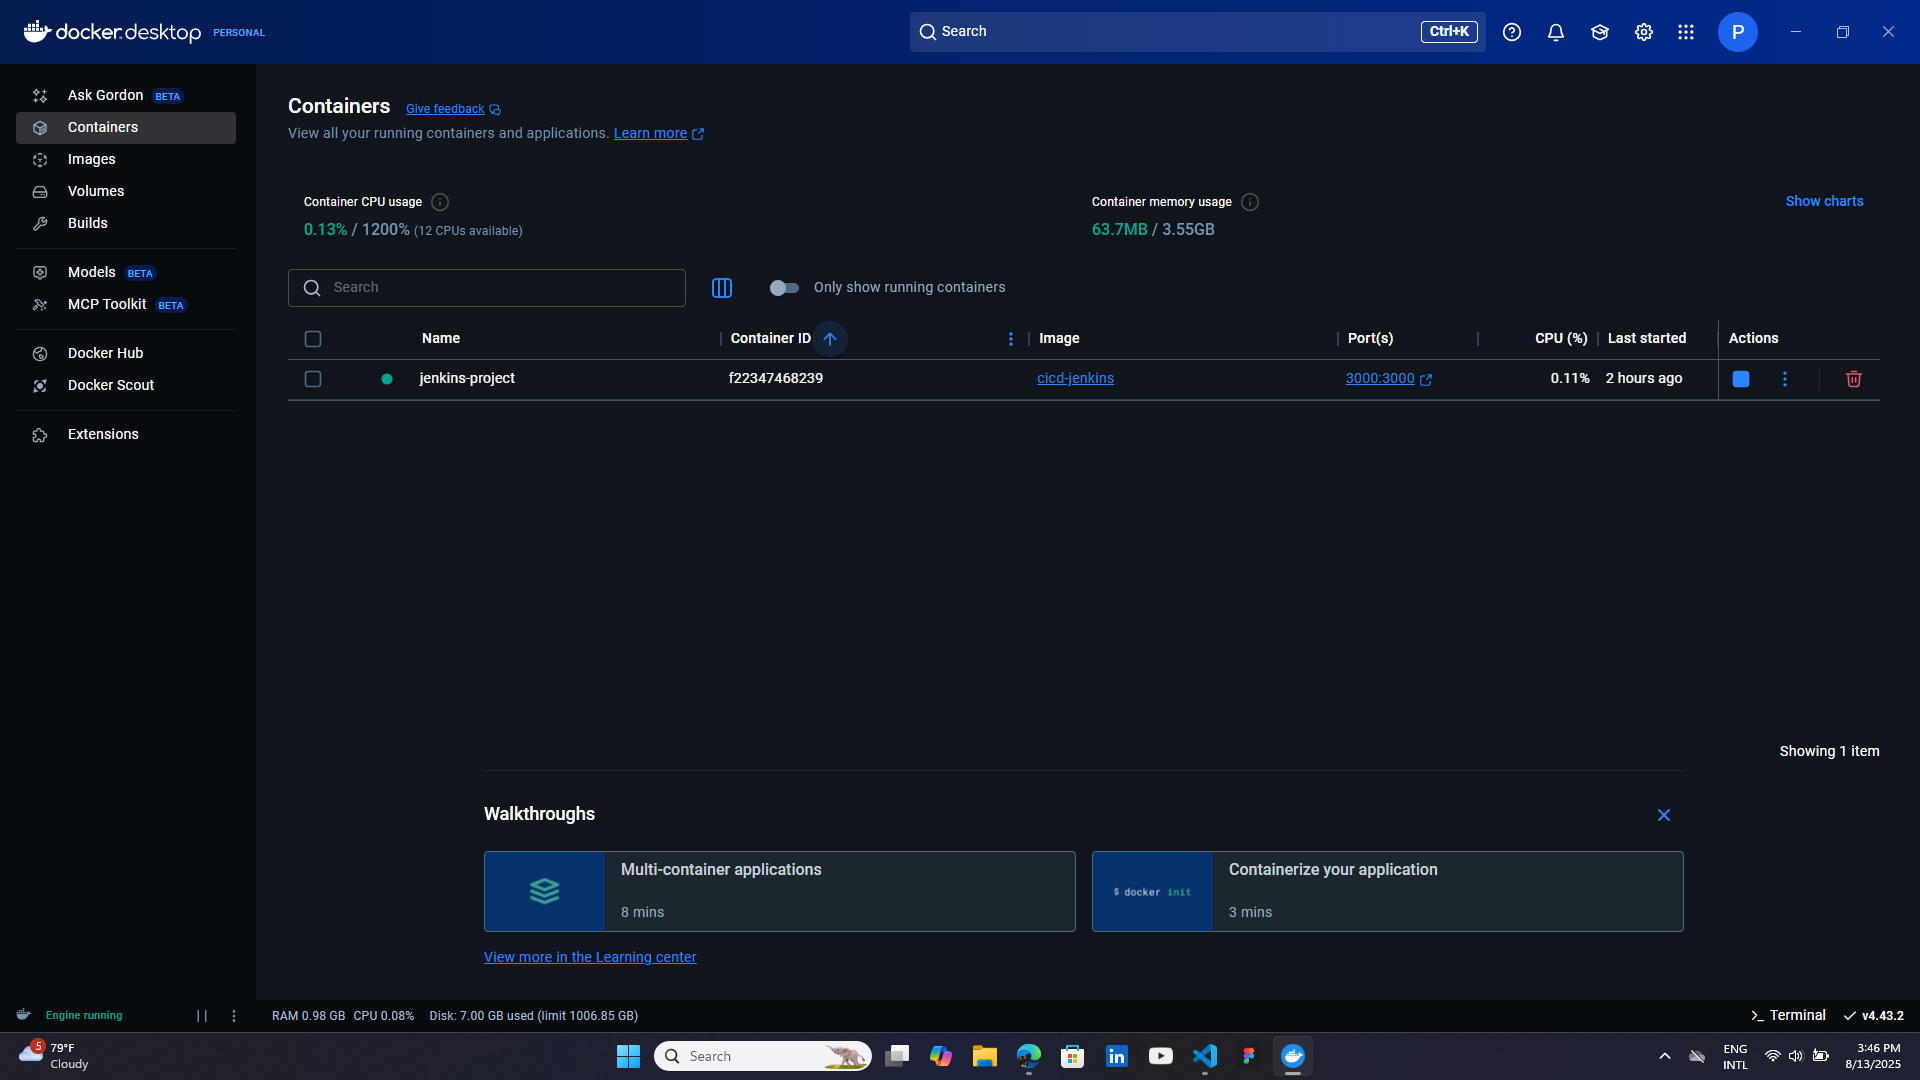 docker.desktop PERSONAL
Search Ctrl+K
P
Ask Gordon BETA
Containers
Images
Volumes
Builds
Models BETA
MCP Toolkit BETA
Docker Hub
Docker Scout
Extensions
Containers Give feedback
View all your running containers and applications. Learn more
Container CPU usage
0.13% / 1200% (12 CPUs available)
Container memory usage
63.7MB / 3.55GB
Show charts
Search
Only show running containers
Name Container ID Image Port(s) CPU (%) Last started Actions
jenkins-project f22347468239 cicd-jenkins 3000:3000 0.11% 2 hours ago
Showing 1 item
Walkthroughs
Multi-container applications
8 mins
$ docker init
Containerize your application
3 mins
View more in the Learning center
Engine running
RAM 0.98 GB CPU 0.08% Disk: 7.00 GB used (limit 1006.85 GB)
Terminal v4.43.2
5
79°F
Cloudy
Search
ENG
INTL
3:46 PM
8/13/2025